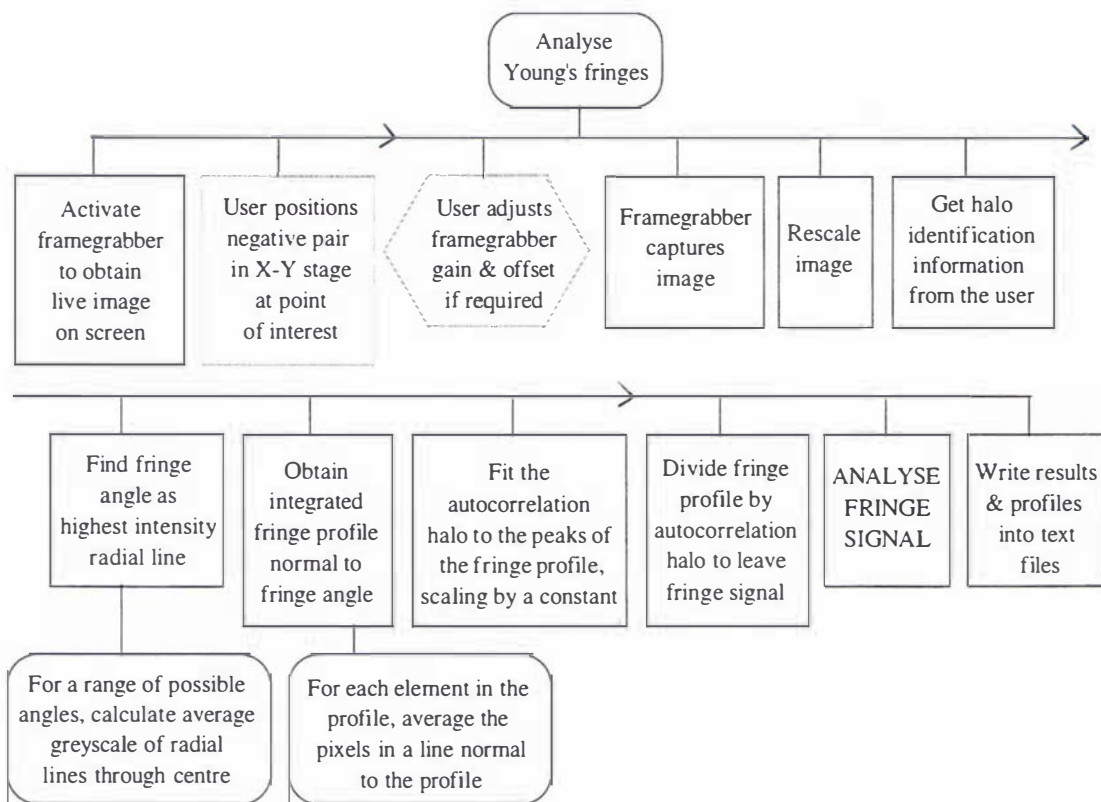 Analyse
Young's fringes
Activate
framegrabber
to obtain
live image
on screen
User positions
negative pair
in X-Y stage
at point
of interest
User adjusts
framegrabber
gain & offset
if required
Framegrabber
captures
image
Rescale
image
Get halo
identification
information
from the user
Find fringe
angle as
highest intensity
radial line
Obtain
integrated
fringe profile
normal to
fringe angle
Fit the
autocorrelation
halo to the peaks of
the fringe profile,
scaling by a constant
Divide fringe
profile by
autocorrelation
halo to leave
fringe signal
ANALYSE
FRINGE
SIGNAL
Write results
& profiles
into text
files
For a range of possible
angles, calculate average
greyscale of radial
lines through centre
For each element in the
profile, average the
pixels in a line normal
to the profile